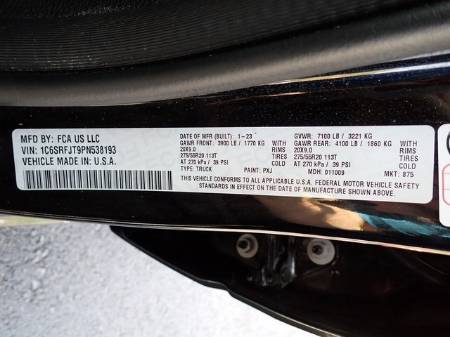 MFD BY: FCA US LLC
VIN: 1C6SRFJT9PN538193
VEHICLE MADE IN: U.S.A.
DATE OF MFR (BUILT): 1-23 GVWR: 7100 LB / 3221 KG
GAWR FRONT: 3900 LB / 1770 KG WITH GAWR REAR: 4100 LB / 1860 KG WITH
20X9.0 RIMS 20X9.0 RIMS
275/55R20 113T TIRES 275/55R20 113T TIRES
AT 270 kPa / 39 PSI COLD AT 270 kPa / 39 PSI COLD
TYPE: TRUCK PAINT: PXJ MDH: 011009 MKT: 875
THIS VEHICLE CONFORMS TO ALL APPLICABLE U.S.A. FEDERAL MOTOR VEHICLE SAFETY
STANDARDS IN EFFECT ON THE DATE OF MANUFACTURE SHOWN ABOVE.